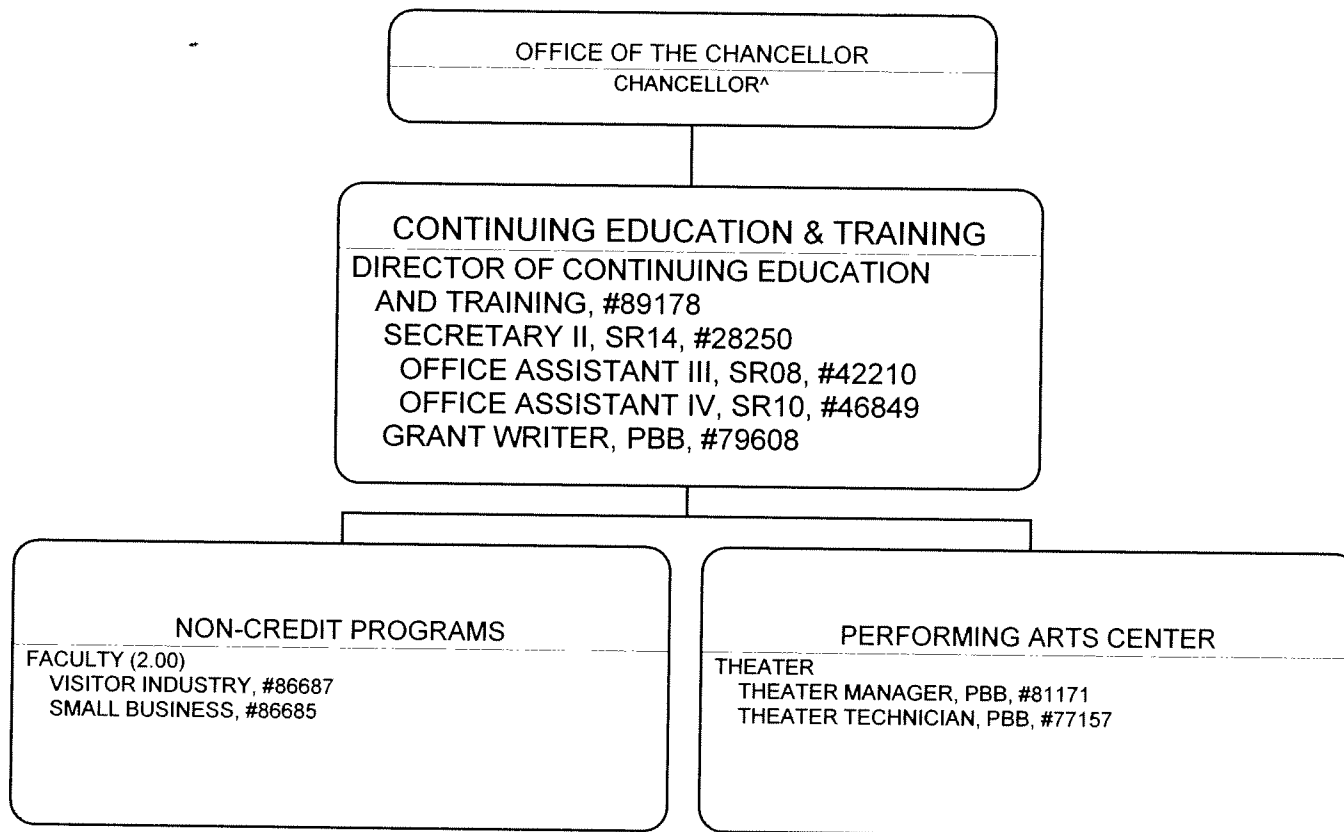 OFFICE OF THE CHANCELLOR
CHANCELLOR^
CONTINUING EDUCATION & TRAINING
DIRECTOR OF CONTINUING EDUCATION
AND TRAINING, #89178
SECRETARY II, SR14, #28250
OFFICE ASSISTANT III, SR08, #42210
OFFICE ASSISTANT IV, SR10, #46849
GRANT WRITER, PBB, #79608
NON-CREDIT PROGRAMS
FACULTY (2.00)
VISITOR INDUSTRY, #86687
SMALL BUSINESS, #86685
PERFORMING ARTS CENTER
THEATER
THEATER MANAGER, PBB, #81171
THEATER TECHNICIAN, PBB, #77157